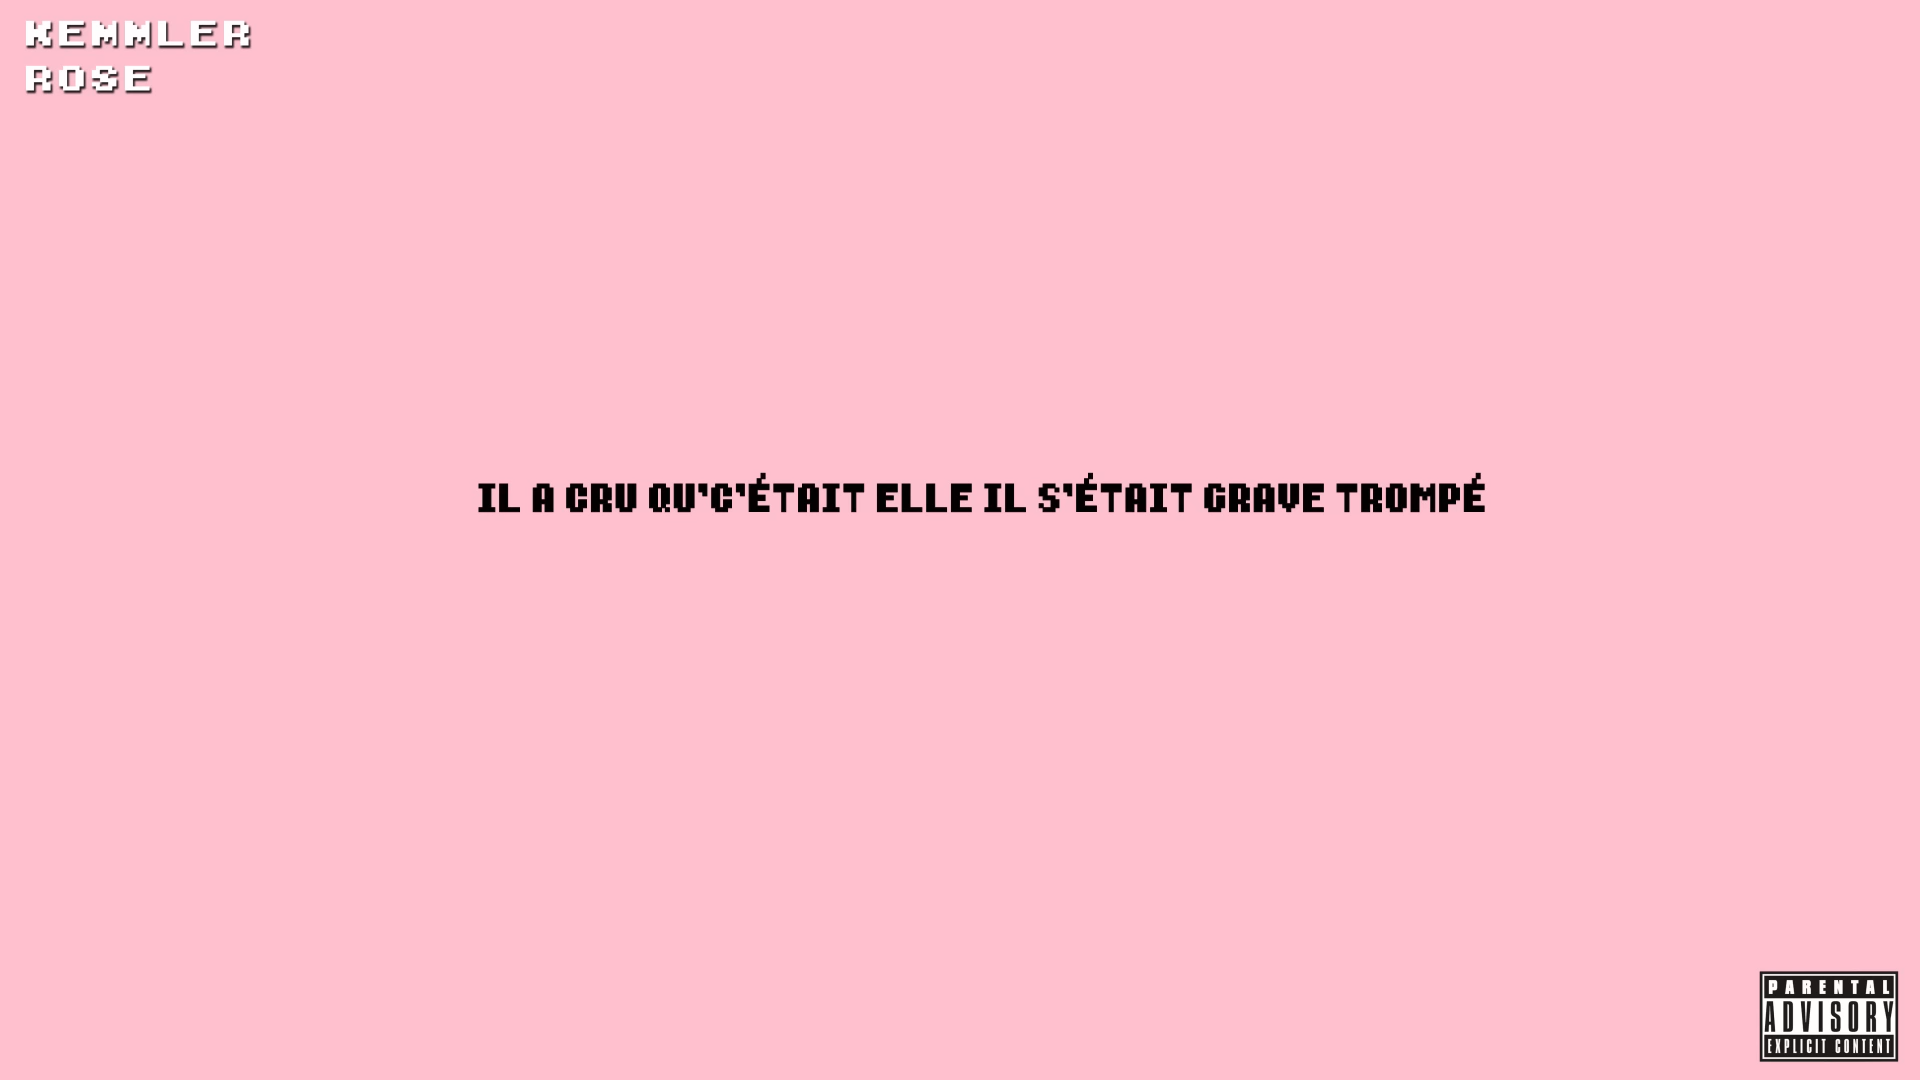 KEMMLER
ROSE
IL A CRU QU'C'ÉTAIT ELLE IL S'ÉTAIT GRAVE TROMPÉ
PARENTAL
ADVISORY
EXPLICIT CONTENT